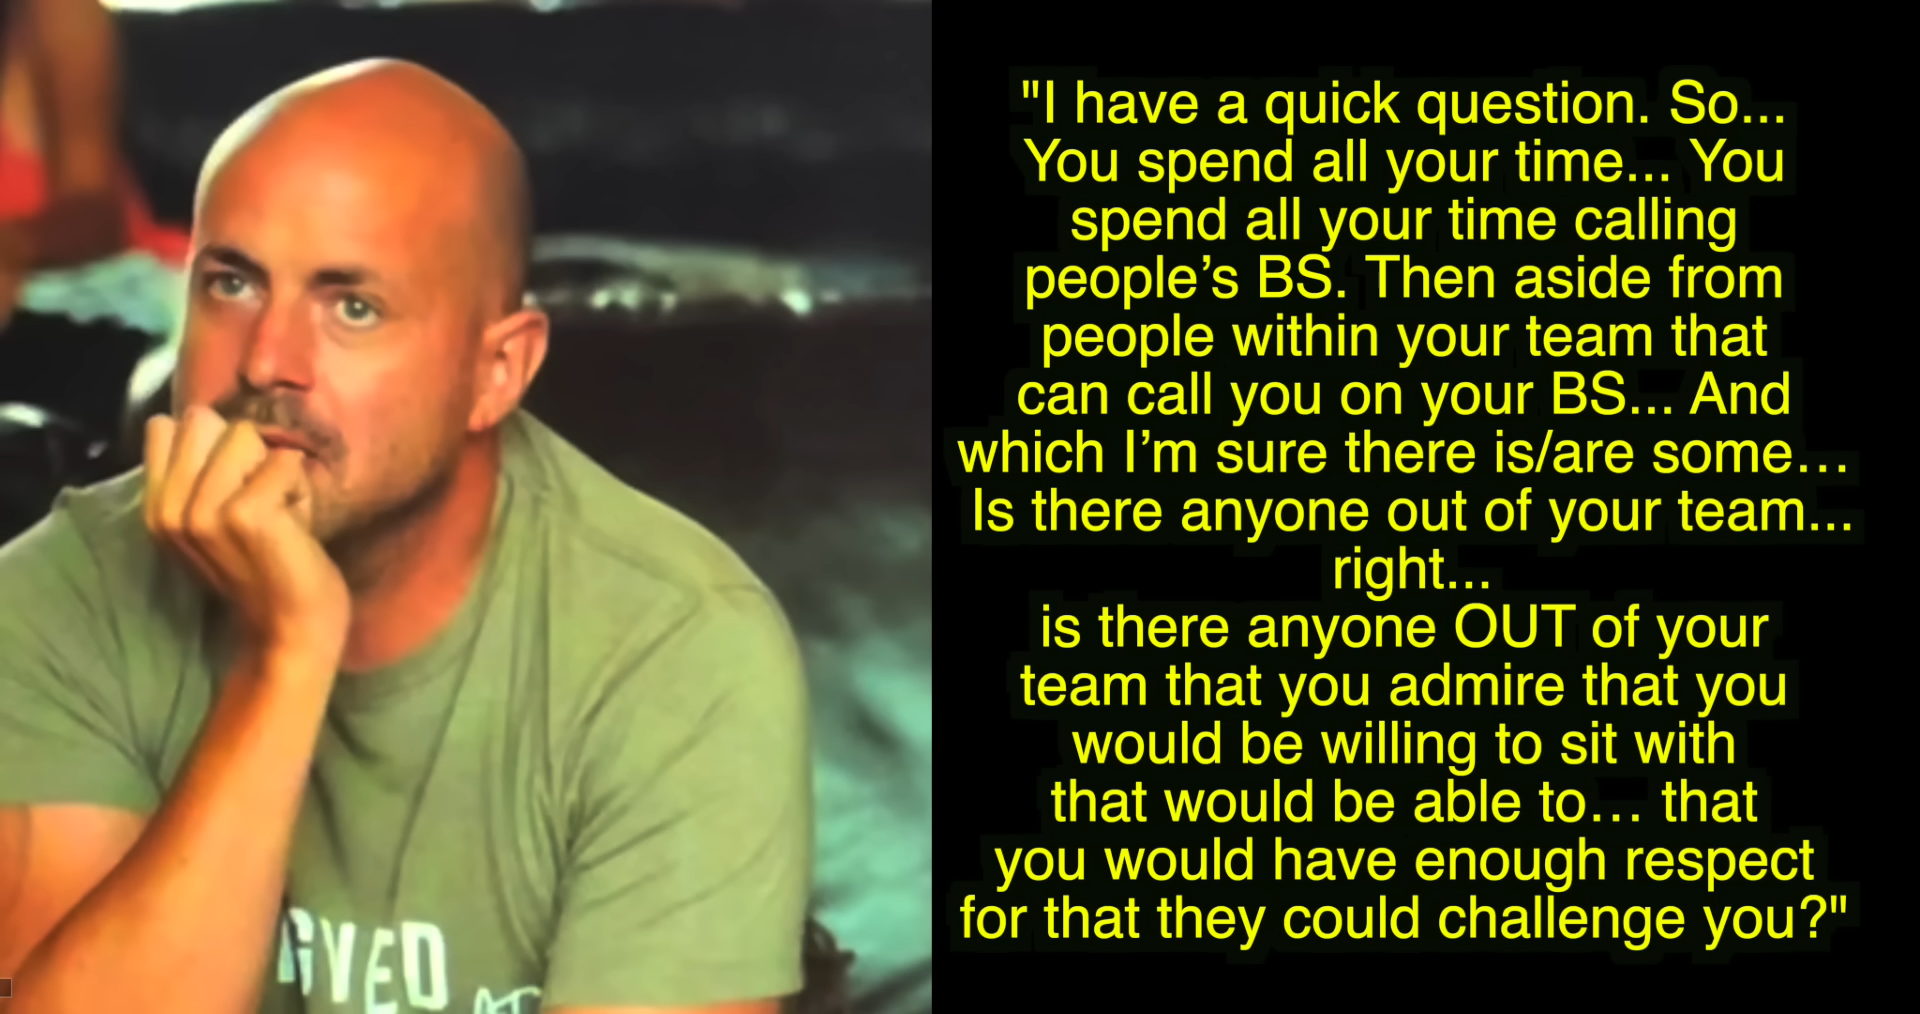 "I have a quick question. So...
You spend all your time... You
spend all your time calling
people’s BS. Then aside from
people within your team that
can call you on your BS... And
which I’m sure there is/are some…
Is there anyone out of your team...
right...
is there anyone OUT of your
team that you admire that you
would be willing to sit with
that would be able to… that
you would have enough respect
for that they could challenge you?"